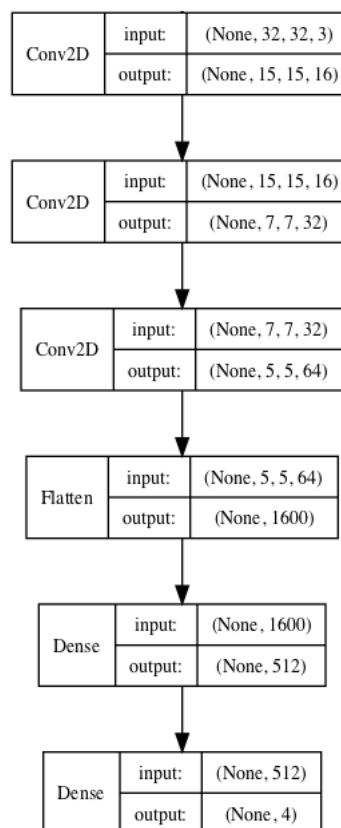 Conv2D
input: (None, 32, 32, 3)
output: (None, 15, 15, 16)
Conv2D
input: (None, 15, 15, 16)
output: (None, 7, 7, 32)
Conv2D
input: (None, 7, 7, 32)
output: (None, 5, 5, 64)
Flatten
input: (None, 5, 5, 64)
output: (None, 1600)
Dense
input: (None, 1600)
output: (None, 512)
Dense
input: (None, 512)
output: (None, 4)